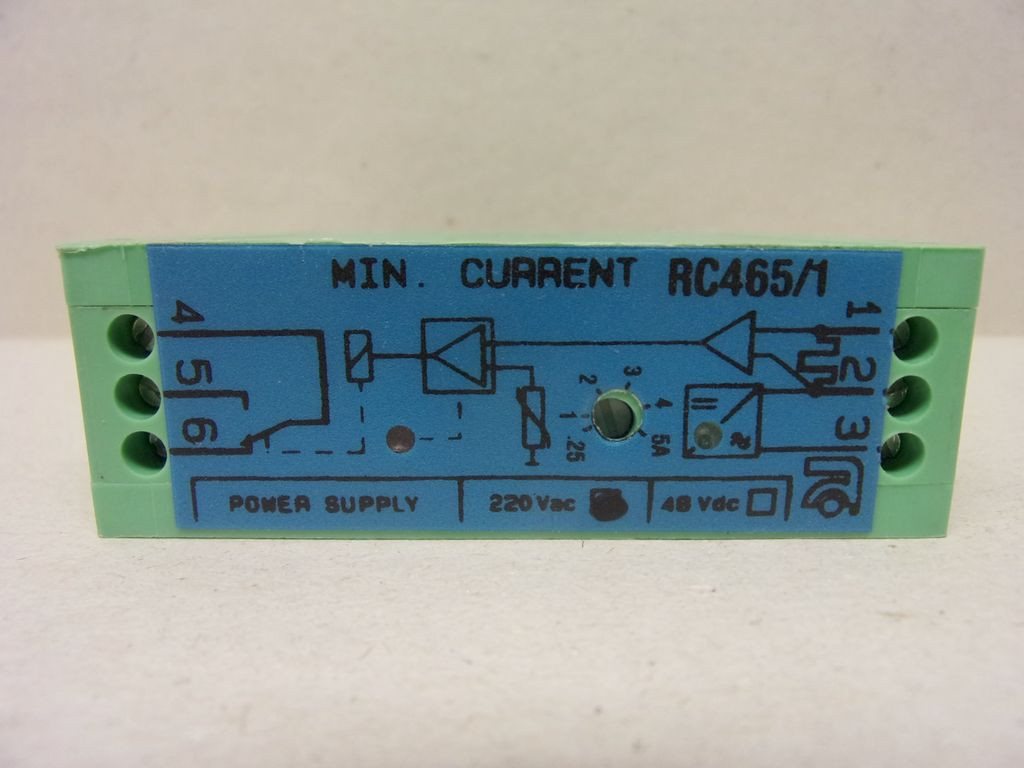 MIN. CURRENT RC465/1
4
5
6
1
2
3
.25
1
2
3
4
5A
POWER SUPPLY 220Vac 48 Vdc
RC